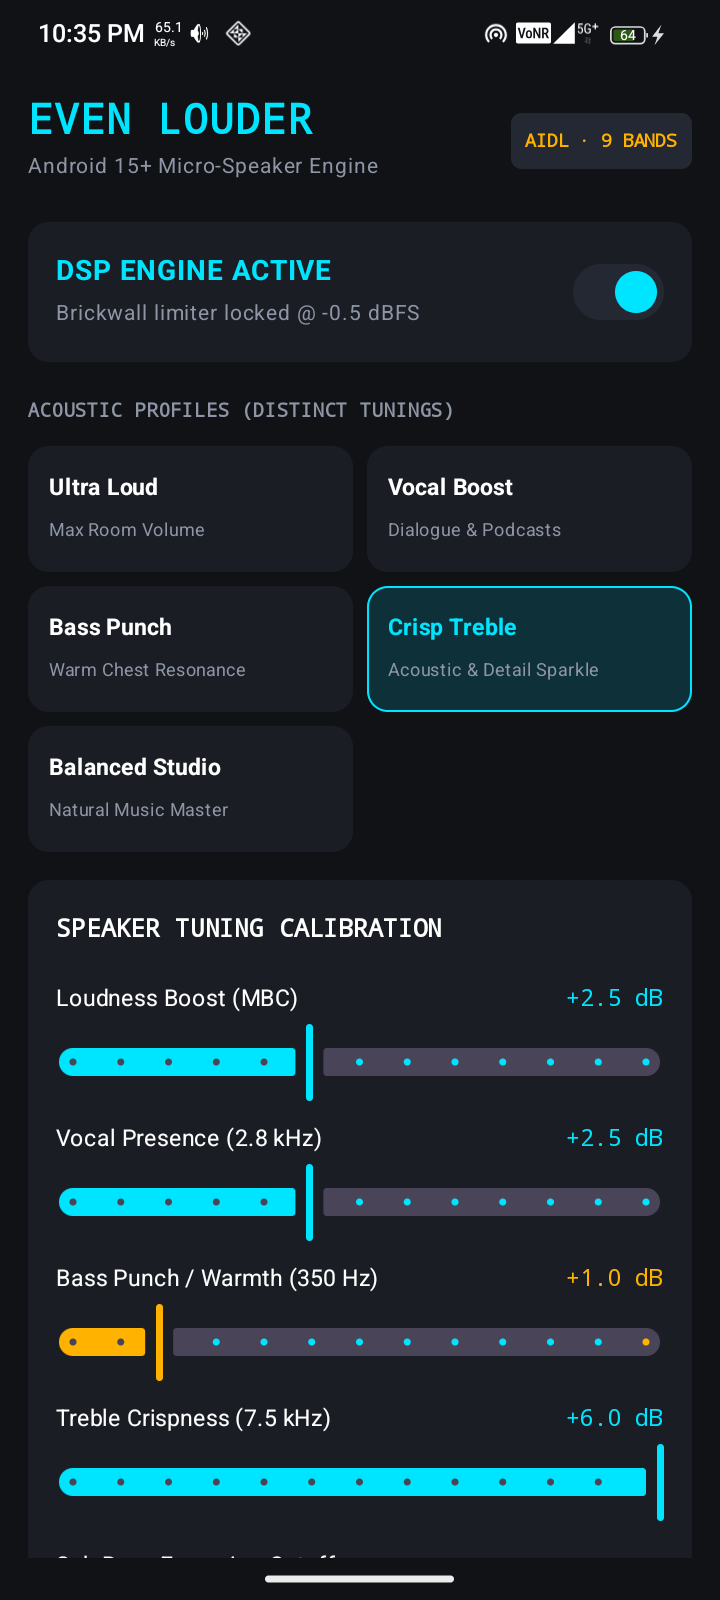 10:35 PM 65.1 KB/s VoNR 5G+ 64
EVEN LOUDER
Android 15+ Micro-Speaker Engine
AIDL · 9 BANDS
DSP ENGINE ACTIVE
Brickwall limiter locked @ -0.5 dBFS
ACOUSTIC PROFILES (DISTINCT TUNINGS)
Ultra Loud
Max Room Volume
Vocal Boost
Dialogue & Podcasts
Bass Punch
Warm Chest Resonance
Crisp Treble
Acoustic & Detail Sparkle
Balanced Studio
Natural Music Master
SPEAKER TUNING CALIBRATION
Loudness Boost (MBC) +2.5 dB
Vocal Presence (2.8 kHz) +2.5 dB
Bass Punch / Warmth (350 Hz) +1.0 dB
Treble Crispness (7.5 kHz) +6.0 dB